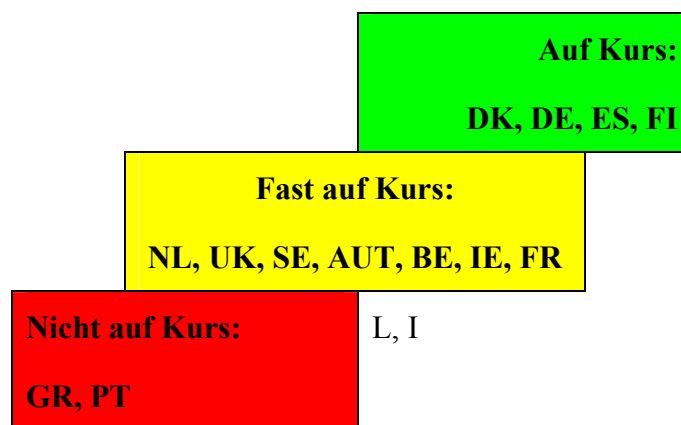 Auf Kurs:
DK, DE, ES, FI
Fast auf Kurs:
NL, UK, SE, AUT, BE, IE, FR
Nicht auf Kurs:
L, I
GR, PT